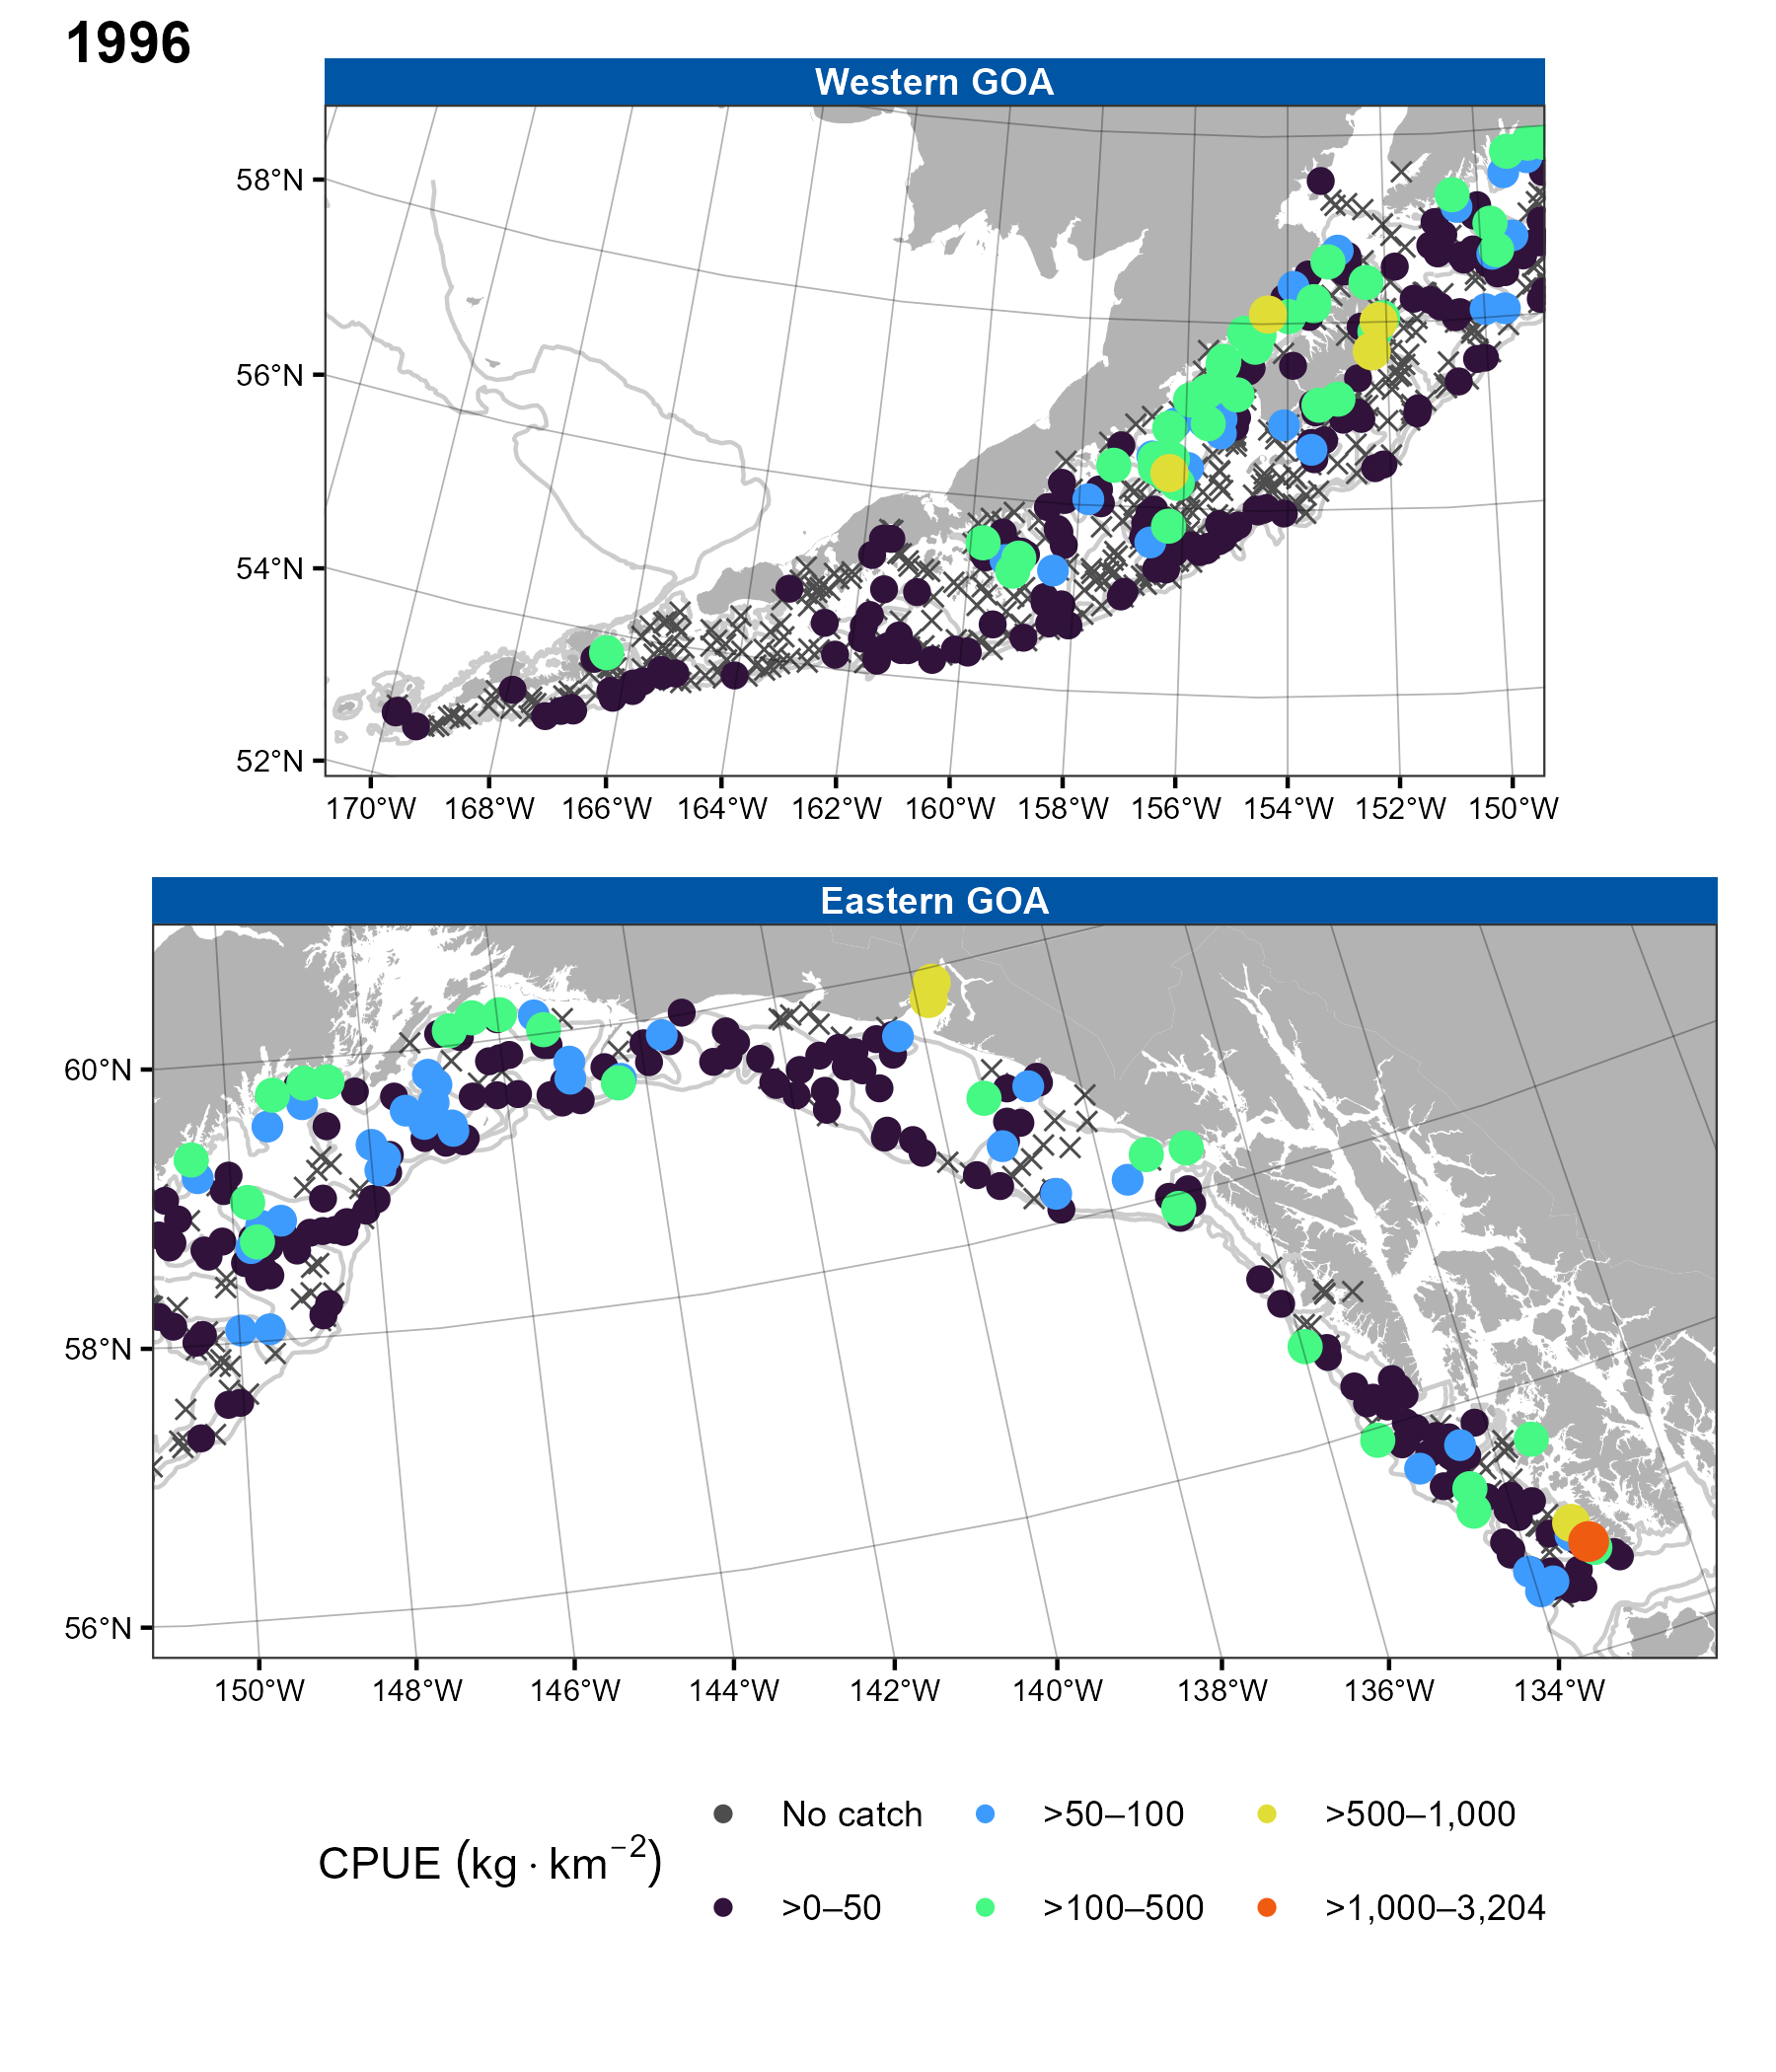 1996
Western GOA
58°N
56°N
54°N
52°N
170°W 168°W 166°W 164°W 162°W 160°W 158°W 156°W 154°W 152°W 150°W
Eastern GOA
60°N
58°N
56°N
150°W 148°W 146°W 144°W 142°W 140°W 138°W 136°W 134°W
CPUE (kg · km⁻²)
No catch >50–100 >500–1,000
>0–50 >100–500 >1,000–3,204